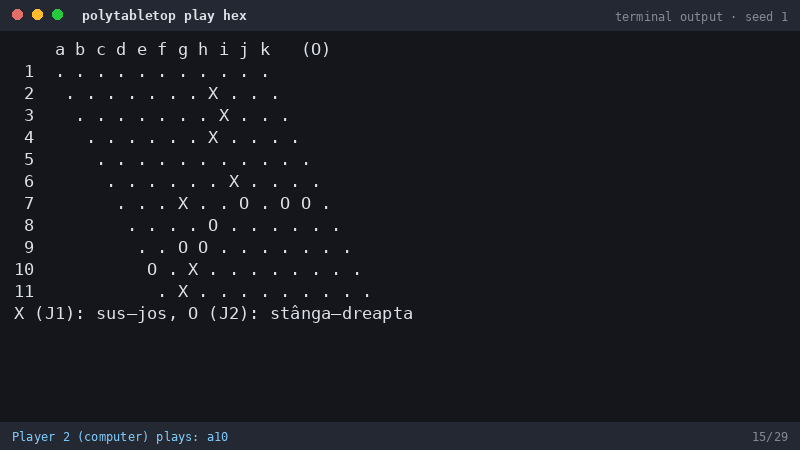 polytabletop play hex
terminal output · seed 1
a b c d e f g h i j k (O)
1 . . . . . . . . . . .
2 . . . . . . . X . . .
3 . . . . . . . X . . .
4 . . . . . . X . . . .
5 . . . . . . . . . . .
6 . . . . . . X . . . .
7 . . . X . . O . O O .
8 . . . . O . . . . . .
9 . . O O . . . . . . .
10 O . X . . . . . . . .
11 . X . . . . . . . . .
X (J1): sus—jos, O (J2): stânga—dreapta
Player 2 (computer) plays: a10
15/29